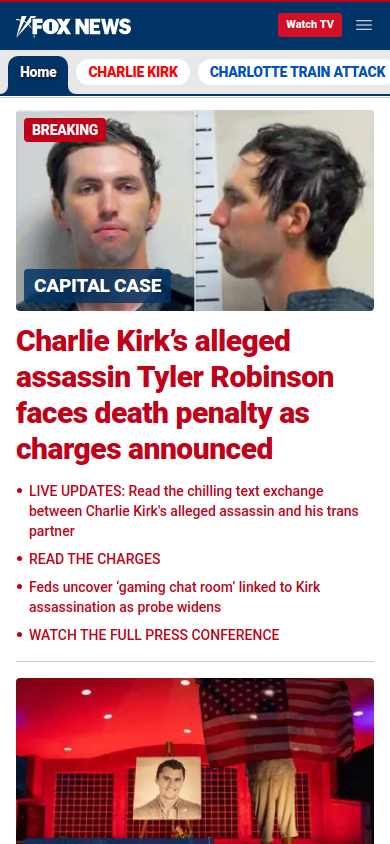 FOX NEWS
Watch TV
Home
CHARLIE KIRK
CHARLOTTE TRAIN ATTACK
BREAKING
CAPITAL CASE
Charlie Kirk’s alleged
assassin Tyler Robinson
faces death penalty as
charges announced
• LIVE UPDATES: Read the chilling text exchange
between Charlie Kirk's alleged assassin and his trans
partner
• READ THE CHARGES
• Feds uncover ‘gaming chat room’ linked to Kirk
assassination as probe widens
• WATCH THE FULL PRESS CONFERENCE